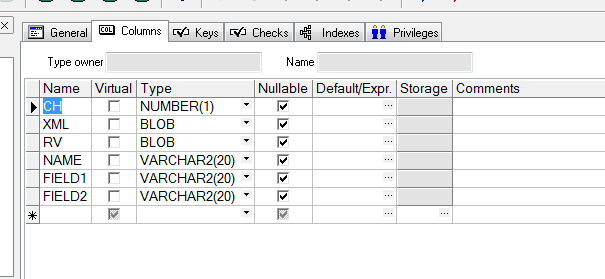 General COL Columns Keys Checks Indexes Privileges
Type owner Name
Name Virtual Type Nullable Default/Expr. Storage Comments
CH NUMBER(1) ...
XML BLOB ...
RV BLOB ...
NAME VARCHAR2(20) ...
FIELD1 VARCHAR2(20) ...
FIELD2 VARCHAR2(20) ...
* ... ...